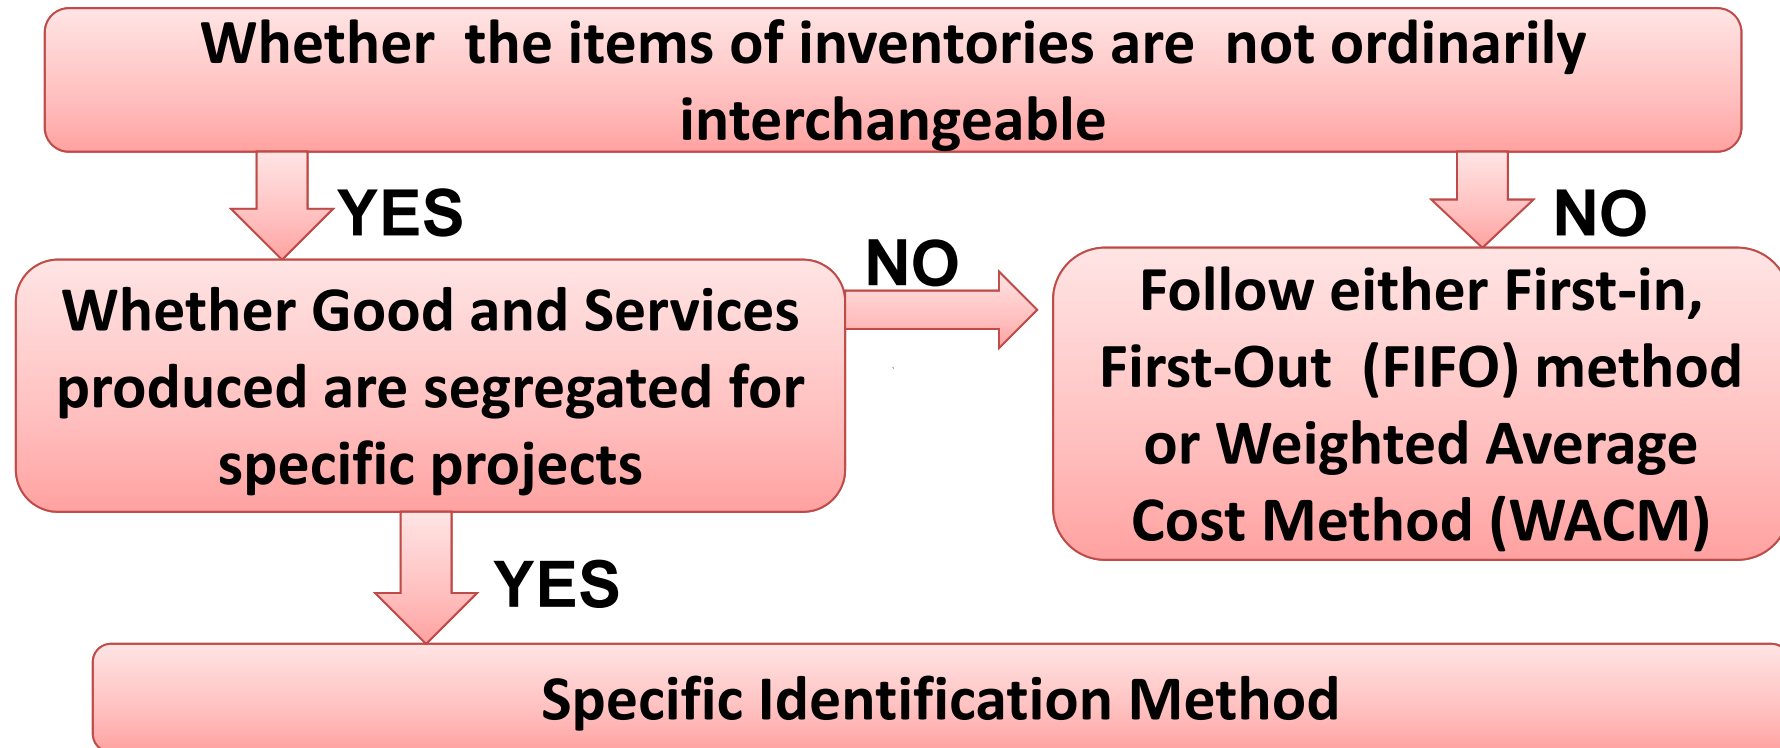 Whether the items of inventories are not ordinarily
interchangeable
YES
NO
NO
Whether Good and Services
produced are segregated for
specific projects
Follow either First-in,
First-Out (FIFO) method
or Weighted Average
Cost Method (WACM)
YES
Specific Identification Method